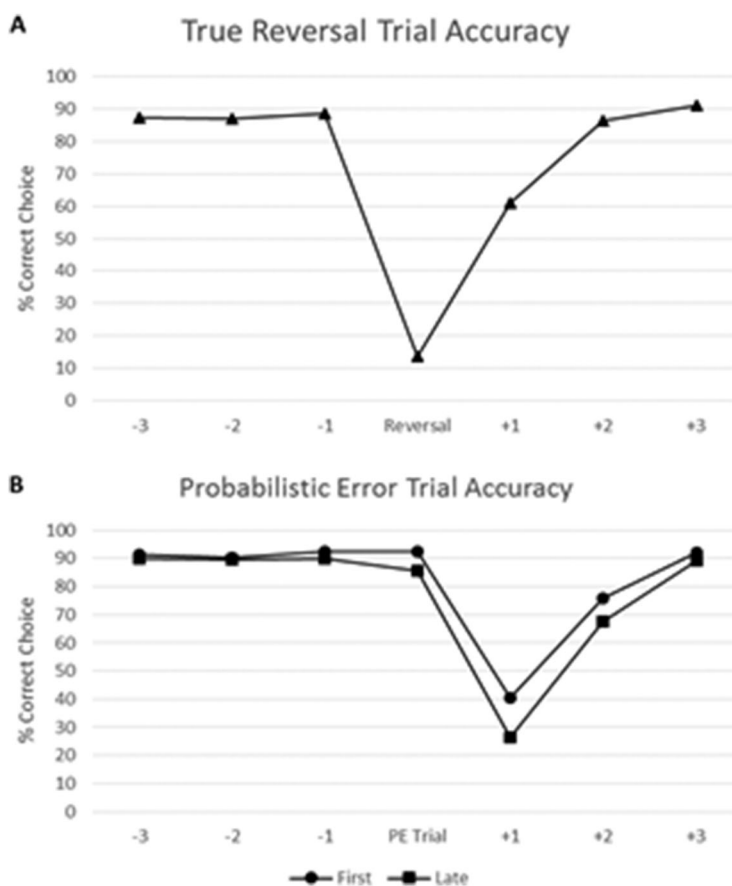 A
True Reversal Trial Accuracy
% Correct Choice
100
90
80
70
60
50
40
30
20
10
0
-3 -2 -1 Reversal +1 +2 +3
B
Probabilistic Error Trial Accuracy
% Correct Choice
100
90
80
70
60
50
40
30
20
10
0
-3 -2 -1 PE Trial +1 +2 +3
First Late